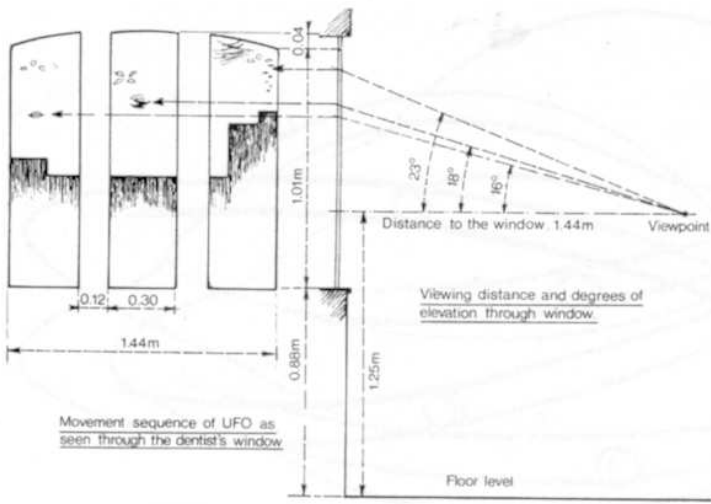 0.04
23°
18°
16°
1.01m
Distance to the window 1.44m
Viewpoint
0.12
0.30
Viewing distance and degrees of
elevation through window.
1.44m
0.88m
1.25m
Movement sequence of UFO as
seen through the dentist's window
Floor level